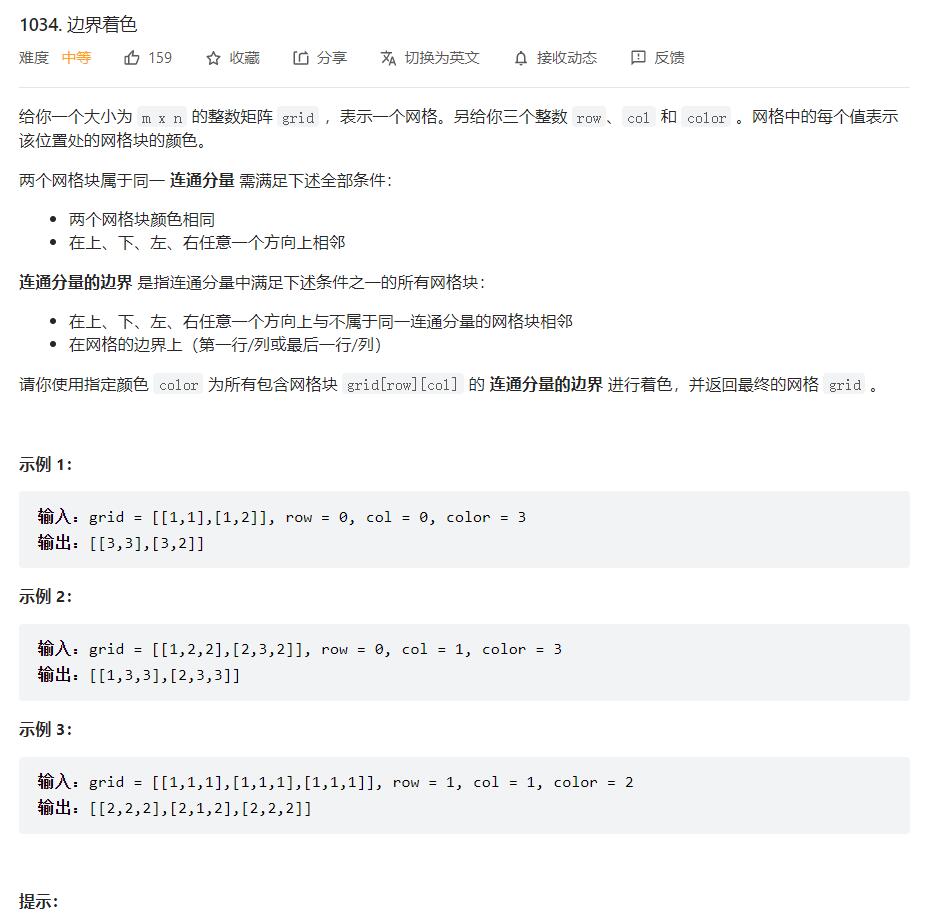 1034. 边界着色
难度 中等 159 收藏 分享 切换为英文 接收动态 反馈
给你一个大小为 m x n 的整数矩阵 grid ，表示一个网格。另给你三个整数 row、 col 和 color 。网格中的每个值表示
该位置处的网格块的颜色。
两个网格块属于同一 连通分量 需满足下述全部条件：
• 两个网格块颜色相同
• 在上、下、左、右任意一个方向上相邻
连通分量的边界 是指连通分量中满足下述条件之一的所有网格块：
• 在上、下、左、右任意一个方向上与不属于同一连通分量的网格块相邻
• 在网格的边界上（第一行/列或最后一行/列）
请你使用指定颜色 color 为所有包含网格块 grid[row][col] 的 连通分量的边界 进行着色，并返回最终的网格 grid 。
示例 1：
输入：grid = [[1,1],[1,2]], row = 0, col = 0, color = 3
输出：[[3,3],[3,2]]
示例 2：
输入：grid = [[1,2,2],[2,3,2]], row = 0, col = 1, color = 3
输出：[[1,3,3],[2,3,3]]
示例 3：
输入：grid = [[1,1,1],[1,1,1],[1,1,1]], row = 1, col = 1, color = 2
输出：[[2,2,2],[2,1,2],[2,2,2]]
提示：